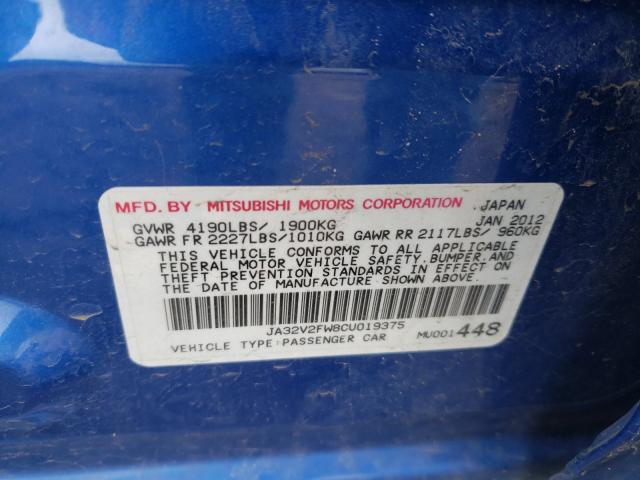 MFD. BY MITSUBISHI MOTORS CORPORATION JAPAN
GVWR 4190LBS/ 1900KG JAN 2012
GAWR FR 2227LBS/1010KG GAWR RR 2117LBS/ 960KG
THIS VEHICLE CONFORMS TO ALL APPLICABLE
FEDERAL MOTOR VEHICLE SAFETY,BUMPER,AND
THEFT PREVENTION STANDARDS IN EFFECT ON
THE DATE OF MANUFACTURE SHOWN ABOVE.
JA32V2FW8CU019375
VEHICLE TYPE:PASSENGER CAR MU001448